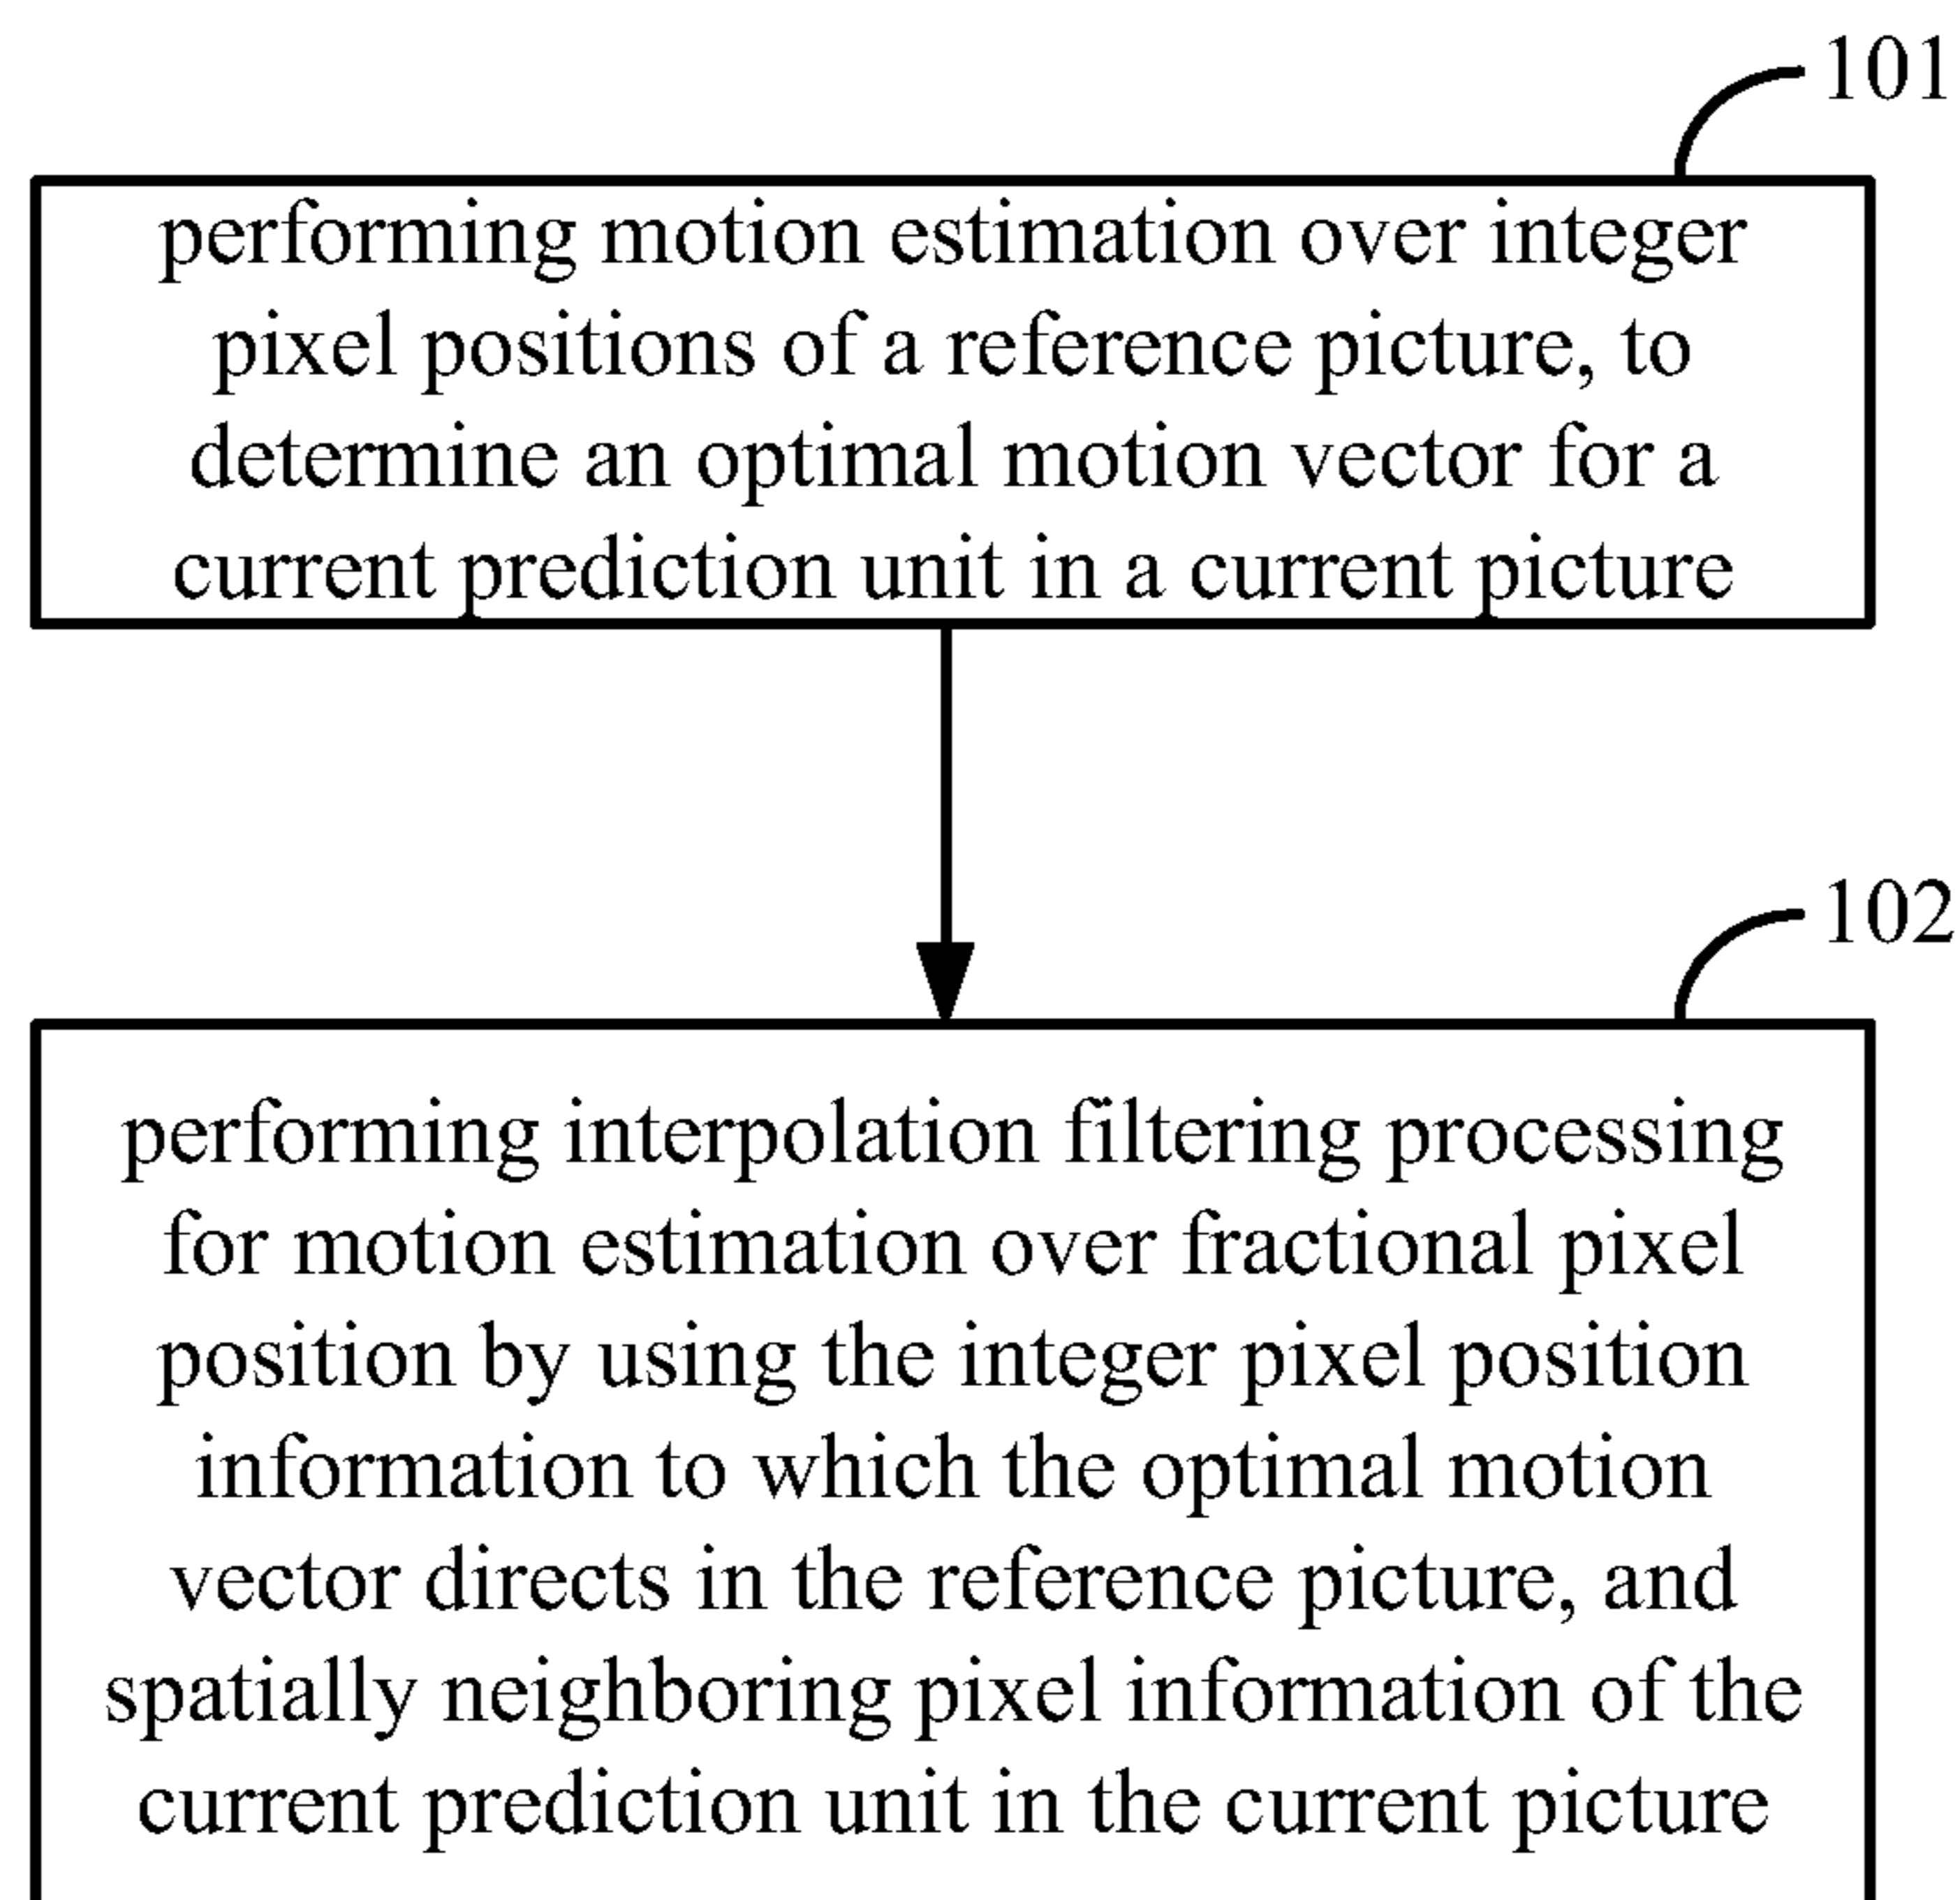 101
performing motion estimation over integer
pixel positions of a reference picture, to
determine an optimal motion vector for a
current prediction unit in a current picture
102
performing interpolation filtering processing
for motion estimation over fractional pixel
position by using the integer pixel position
information to which the optimal motion
vector directs in the reference picture, and
spatially neighboring pixel information of the
current prediction unit in the current picture